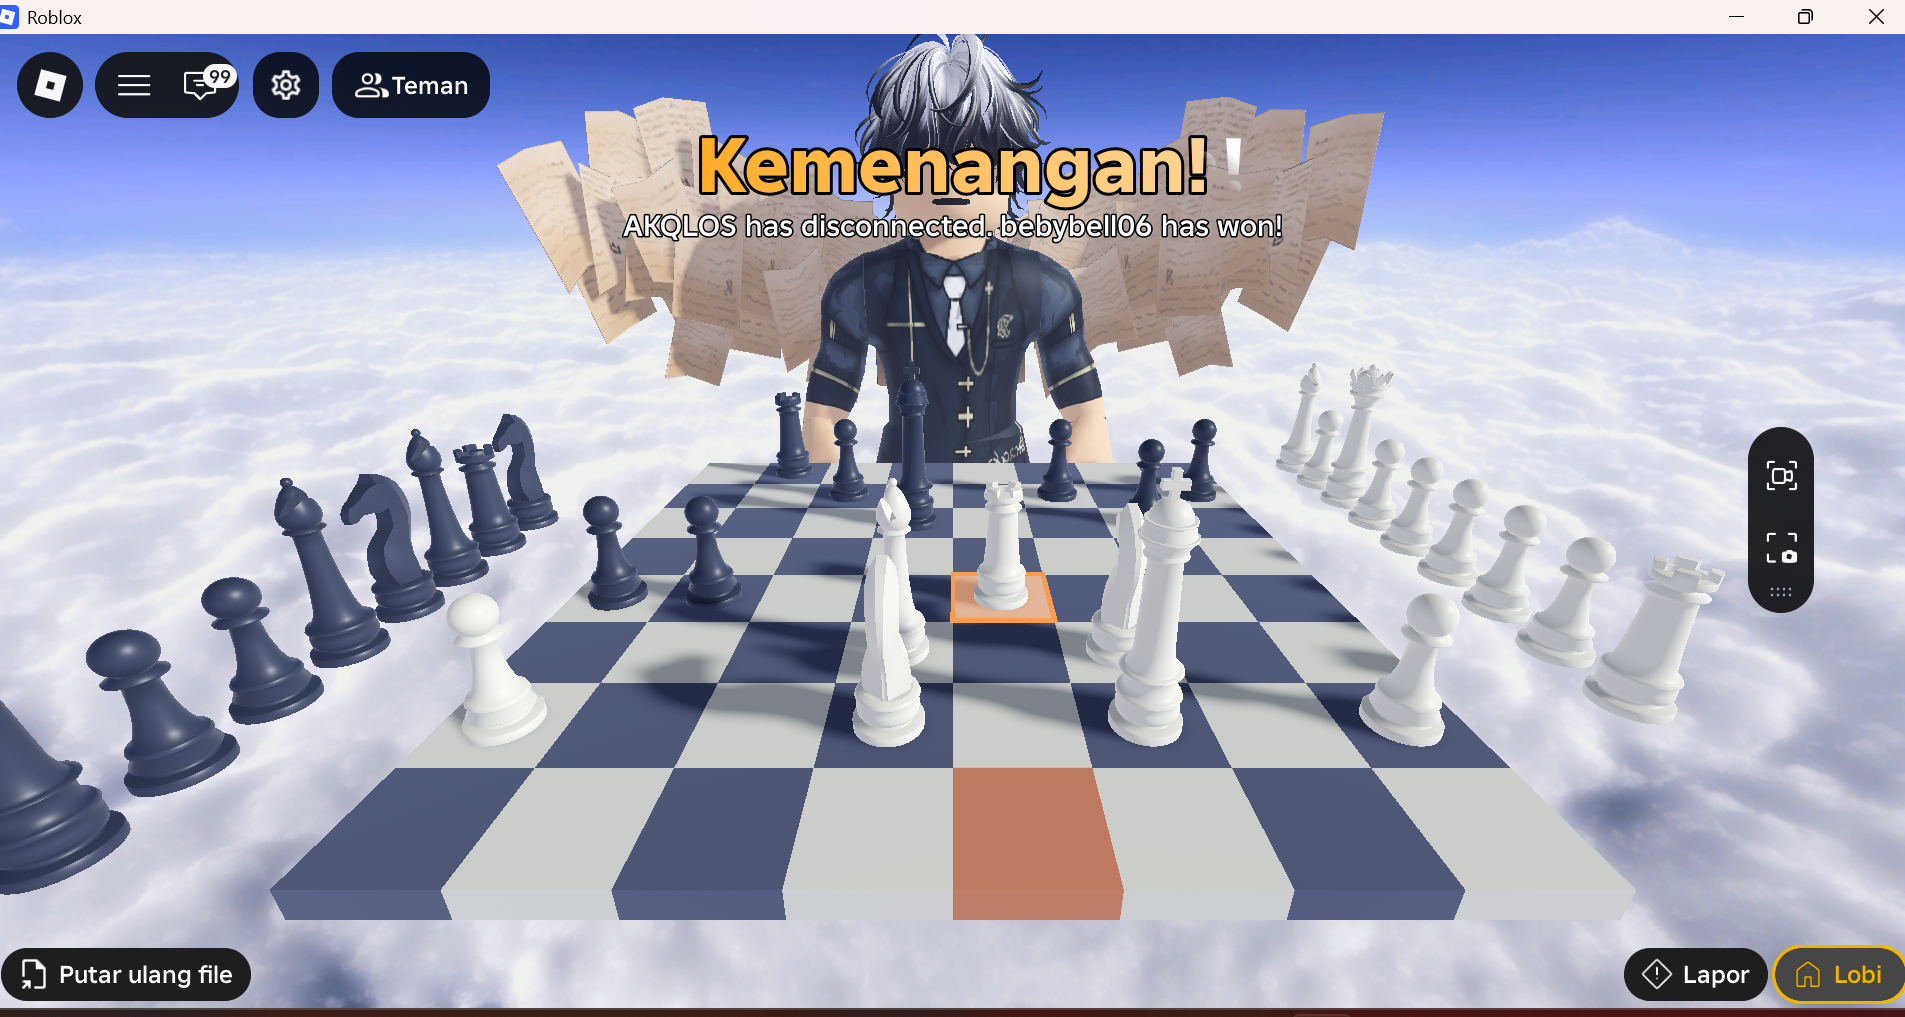 Roblox
99
Teman
Kemenangan!
AKQLOS has disconnected. bebybell06 has won!
Putar ulang file
Lapor
Lobi